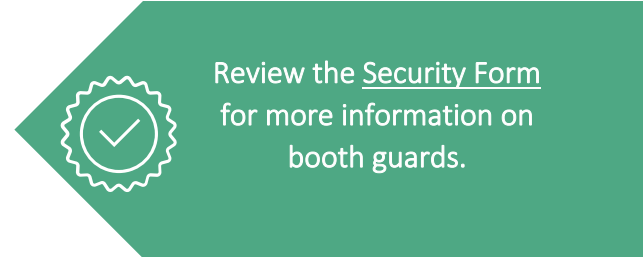 Review the Security Form
for more information on
booth guards.